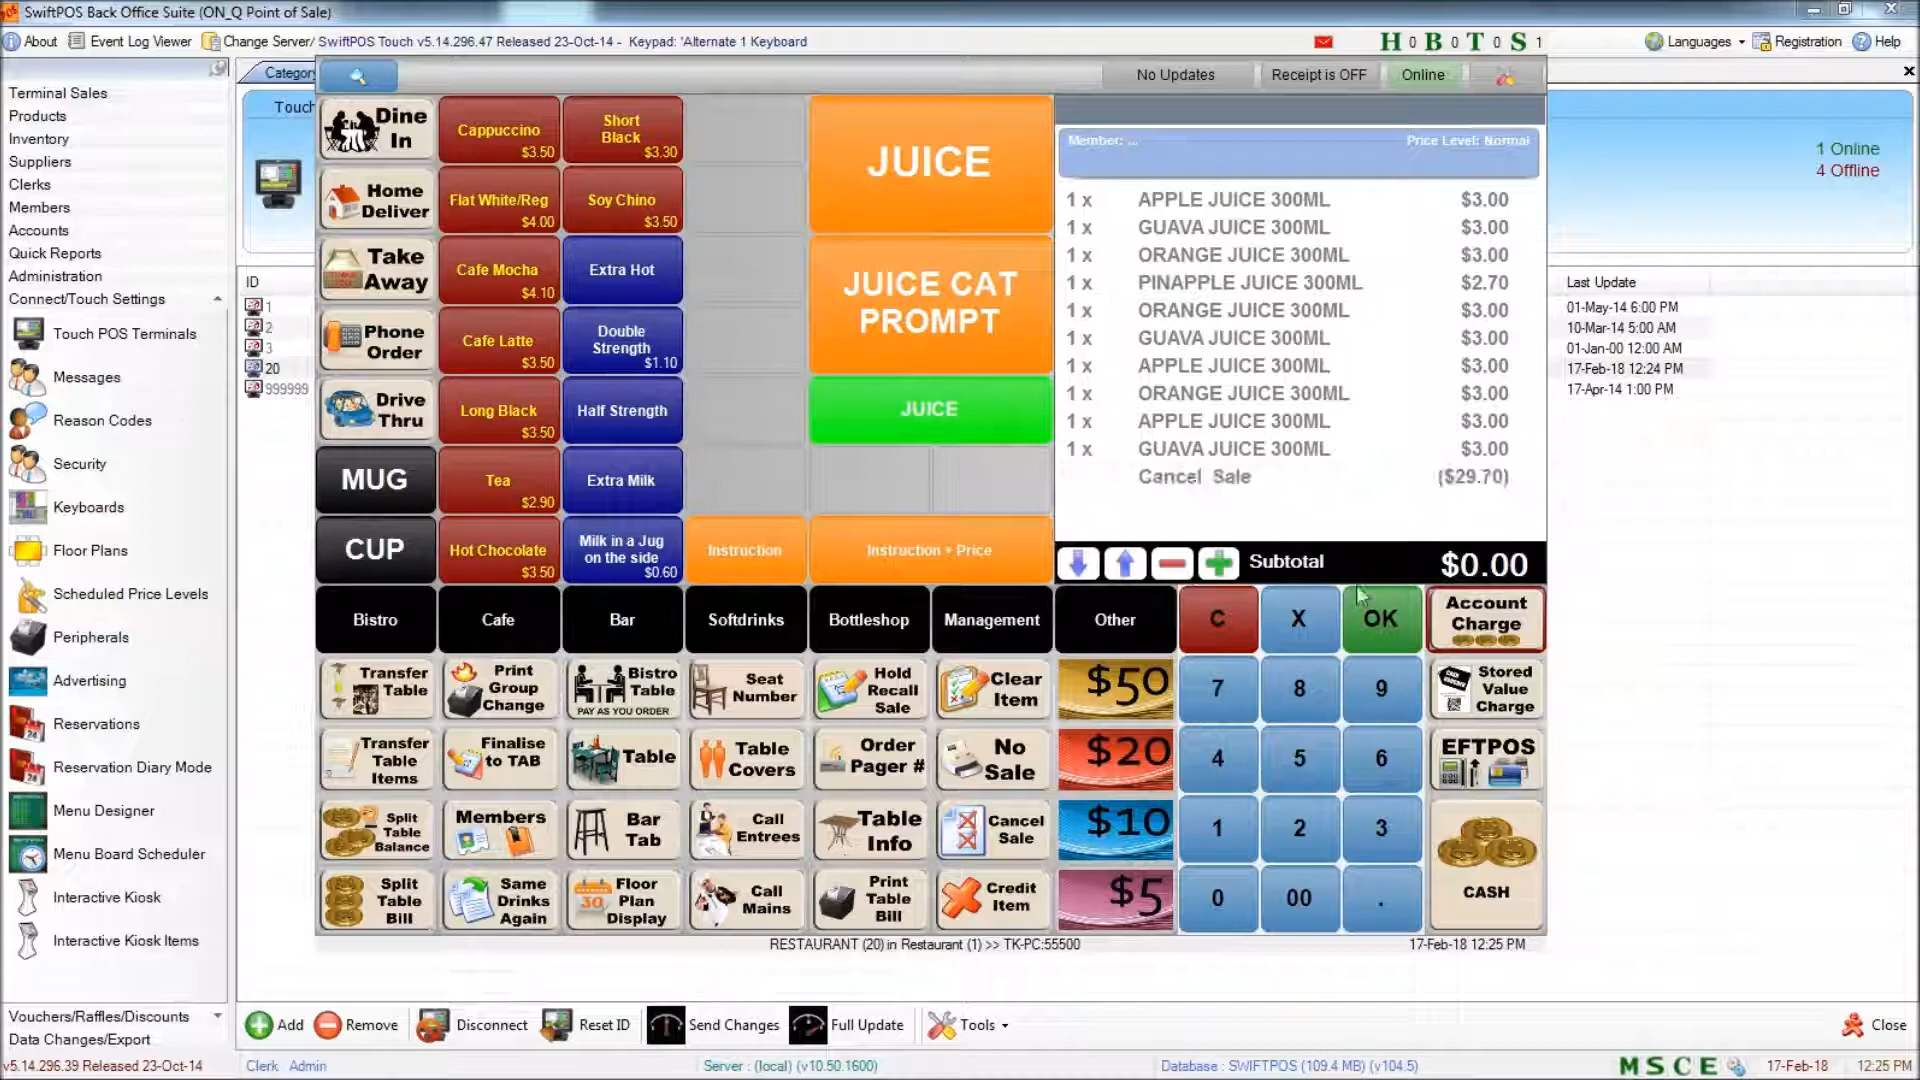 SwiftPOS Back Office Suite (ON_Q Point of Sale)
About Event Log Viewer Change Server/ SwiftPOS Touch v5.14.296.47 Released 23-Oct-14 - Keypad: 'Alternate 1 Keyboard
H 0 B 0 T 0 S 1
Languages Registration Help
No Updates Receipt is OFF Online
Terminal Sales
Products
Inventory
Suppliers
Clerks
Members
Accounts
Quick Reports
Administration
Connect/Touch Settings
Touch POS Terminals
Messages
Reason Codes
Security
Keyboards
Floor Plans
Scheduled Price Levels
Peripherals
Advertising
Reservations
Reservation Diary Mode
Menu Designer
Menu Board Scheduler
Interactive Kiosk
Interactive Kiosk Items
Vouchers/Raffles/Discounts
Data Changes/Export
Categor
Touch
ID
1
2
3
20
999999
Dine In
Home Deliver
Take Away
Phone Order
Drive Thru
MUG
CUP
Cappuccino $3.50
Flat White/Reg $4.00
Cafe Mocha $4.10
Cafe Latte $3.50
Long Black $3.50
Tea $2.90
Hot Chocolate $3.50
Short Black $3.30
Soy Chino $3.50
Extra Hot
Double Strength $1.10
Half Strength
Extra Milk
Milk in a Jug on the side $0.60
JUICE
JUICE CAT PROMPT
JUICE
Instruction
Instruction + Price
Member: ... Price Level: Normal
1 x APPLE JUICE 300ML $3.00
1 x GUAVA JUICE 300ML $3.00
1 x ORANGE JUICE 300ML $3.00
1 x PINAPPLE JUICE 300ML $2.70
1 x ORANGE JUICE 300ML $3.00
1 x GUAVA JUICE 300ML $3.00
1 x APPLE JUICE 300ML $3.00
1 x ORANGE JUICE 300ML $3.00
1 x APPLE JUICE 300ML $3.00
1 x GUAVA JUICE 300ML $3.00
Cancel Sale ($29.70)
Subtotal $0.00
1 Online
4 Offline
Last Update
01-May-14 6:00 PM
10-Mar-14 5:00 AM
01-Jan-00 12:00 AM
17-Feb-18 12:24 PM
17-Apr-14 1:00 PM
Bistro Cafe Bar Softdrinks Bottleshop Management Other C X OK Account Charge
Transfer Table
Print Group Change
Bistro Table PAY AS YOU ORDER
Seat Number
Hold Recall Sale
Clear Item
$50 7 8 9
Stored Value Charge
Transfer Table Items
Finalise to TAB
Table
Table Covers
Order Pager #
No Sale
$20 4 5 6
EFTPOS
Split Table Balance
Members
Bar Tab
Call Entrees
Table Info
Cancel Sale
$10 1 2 3
CASH
Split Table Bill
Same Drinks Again
30
Floor Plan Display
Call Mains
Print Table Bill
Credit Item
$5 0 00 .
RESTAURANT (20) in Restaurant (1) >> TK-PC:55500 17-Feb-18 12:25 PM
Add Remove Disconnect Reset ID Send Changes Full Update Tools Close
v5.14.296.39 Released 23-Oct-14 Clerk Admin Server : (local) (v10.50.1600) Database : SWIFTPOS (109.4 MB) (v104.5) M S C E 17-Feb-18 12:25 PM